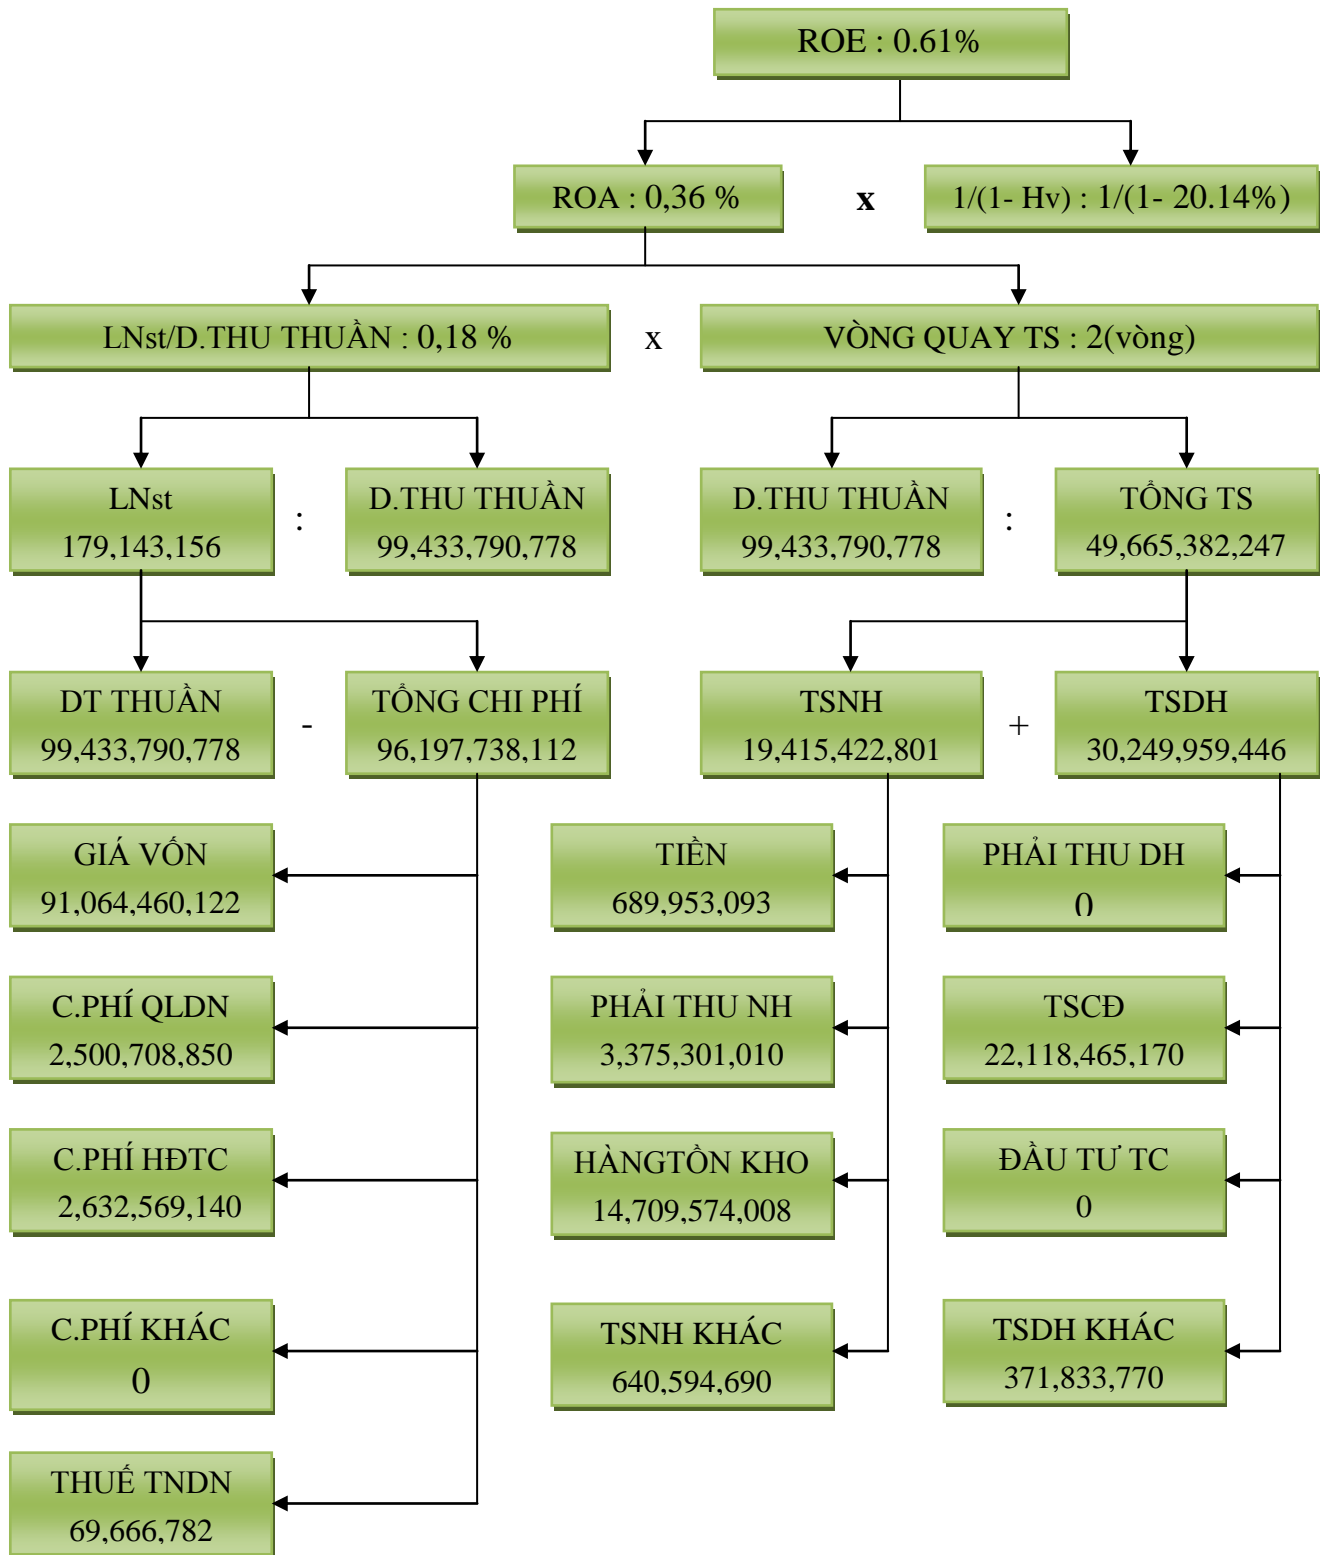 ROE : 0.61%
ROA : 0,36 %
x
1/(1- Hv) : 1/(1- 20.14%)
LNst/D.THU THUẦN : 0,18 %
x
VÒNG QUAY TS : 2(vòng)
LNst
179,143,156
:
D.THU THUẦN
99,433,790,778
D.THU THUẦN
99,433,790,778
:
TỔNG TS
49,665,382,247
DT THUẦN
99,433,790,778
-
TỔNG CHI PHÍ
96,197,738,112
TSNH
19,415,422,801
+
TSDH
30,249,959,446
GIÁ VỐN
91,064,460,122
TIỀN
689,953,093
PHẢI THU DH
0
C.PHÍ QLDN
2,500,708,850
PHẢI THU NH
3,375,301,010
TSCĐ
22,118,465,170
C.PHÍ HĐTC
2,632,569,140
HÀNGTỒN KHO
14,709,574,008
ĐẦU TƯ TC
0
C.PHÍ KHÁC
0
TSNH KHÁC
640,594,690
TSDH KHÁC
371,833,770
THUẾ TNDN
69,666,782